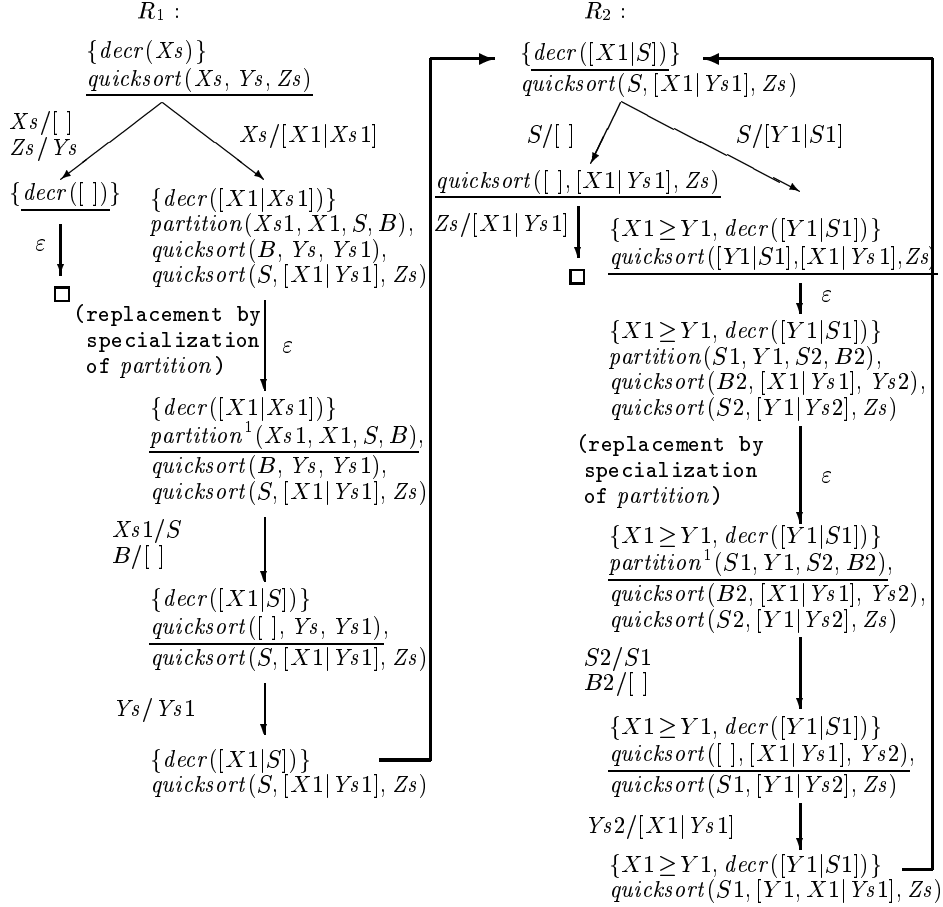 R₁ :
{decr(Xs)}
quicksort(Xs, Ys, Zs)
Xs/[ ]
Zs/Ys
Xs/[X1|Xs1]
{decr([ ])}
ε
{decr([X1|Xs1])}
partition(Xs1, X1, S, B),
quicksort(B, Ys, Ys1),
quicksort(S, [X1|Ys1], Zs)
(replacement by
specialization
of partition)
ε
{decr([X1|Xs1])}
partition¹(Xs1, X1, S, B),
quicksort(B, Ys, Ys1),
quicksort(S, [X1|Ys1], Zs)
Xs1/S
B/[ ]
{decr([X1|S])}
quicksort([ ], Ys, Ys1),
quicksort(S, [X1|Ys1], Zs)
Ys/Ys1
{decr([X1|S])}
quicksort(S, [X1|Ys1], Zs)
R₂ :
{decr([X1|S])}
quicksort(S, [X1|Ys1], Zs)
S/[ ]
S/[Y1|S1]
quicksort([ ], [X1|Ys1], Zs)
Zs/[X1|Ys1]
{X1≥Y1, decr([Y1|S1])}
quicksort([Y1|S1],[X1|Ys1],Zs)
ε
{X1≥Y1, decr([Y1|S1])}
partition(S1, Y1, S2, B2),
quicksort(B2, [X1|Ys1], Ys2),
quicksort(S2, [Y1|Ys2], Zs)
(replacement by
specialization
of partition)
ε
{X1≥Y1, decr([Y1|S1])}
partition¹(S1, Y1, S2, B2),
quicksort(B2, [X1|Ys1], Ys2),
quicksort(S2, [Y1|Ys2], Zs)
S2/S1
B2/[ ]
{X1≥Y1, decr([Y1|S1])}
quicksort([ ], [X1|Ys1], Ys2),
quicksort(S1, [Y1|Ys2], Zs)
Ys2/[X1|Ys1]
{X1≥Y1, decr([Y1|S1])}
quicksort(S1, [Y1, X1|Ys1], Zs)